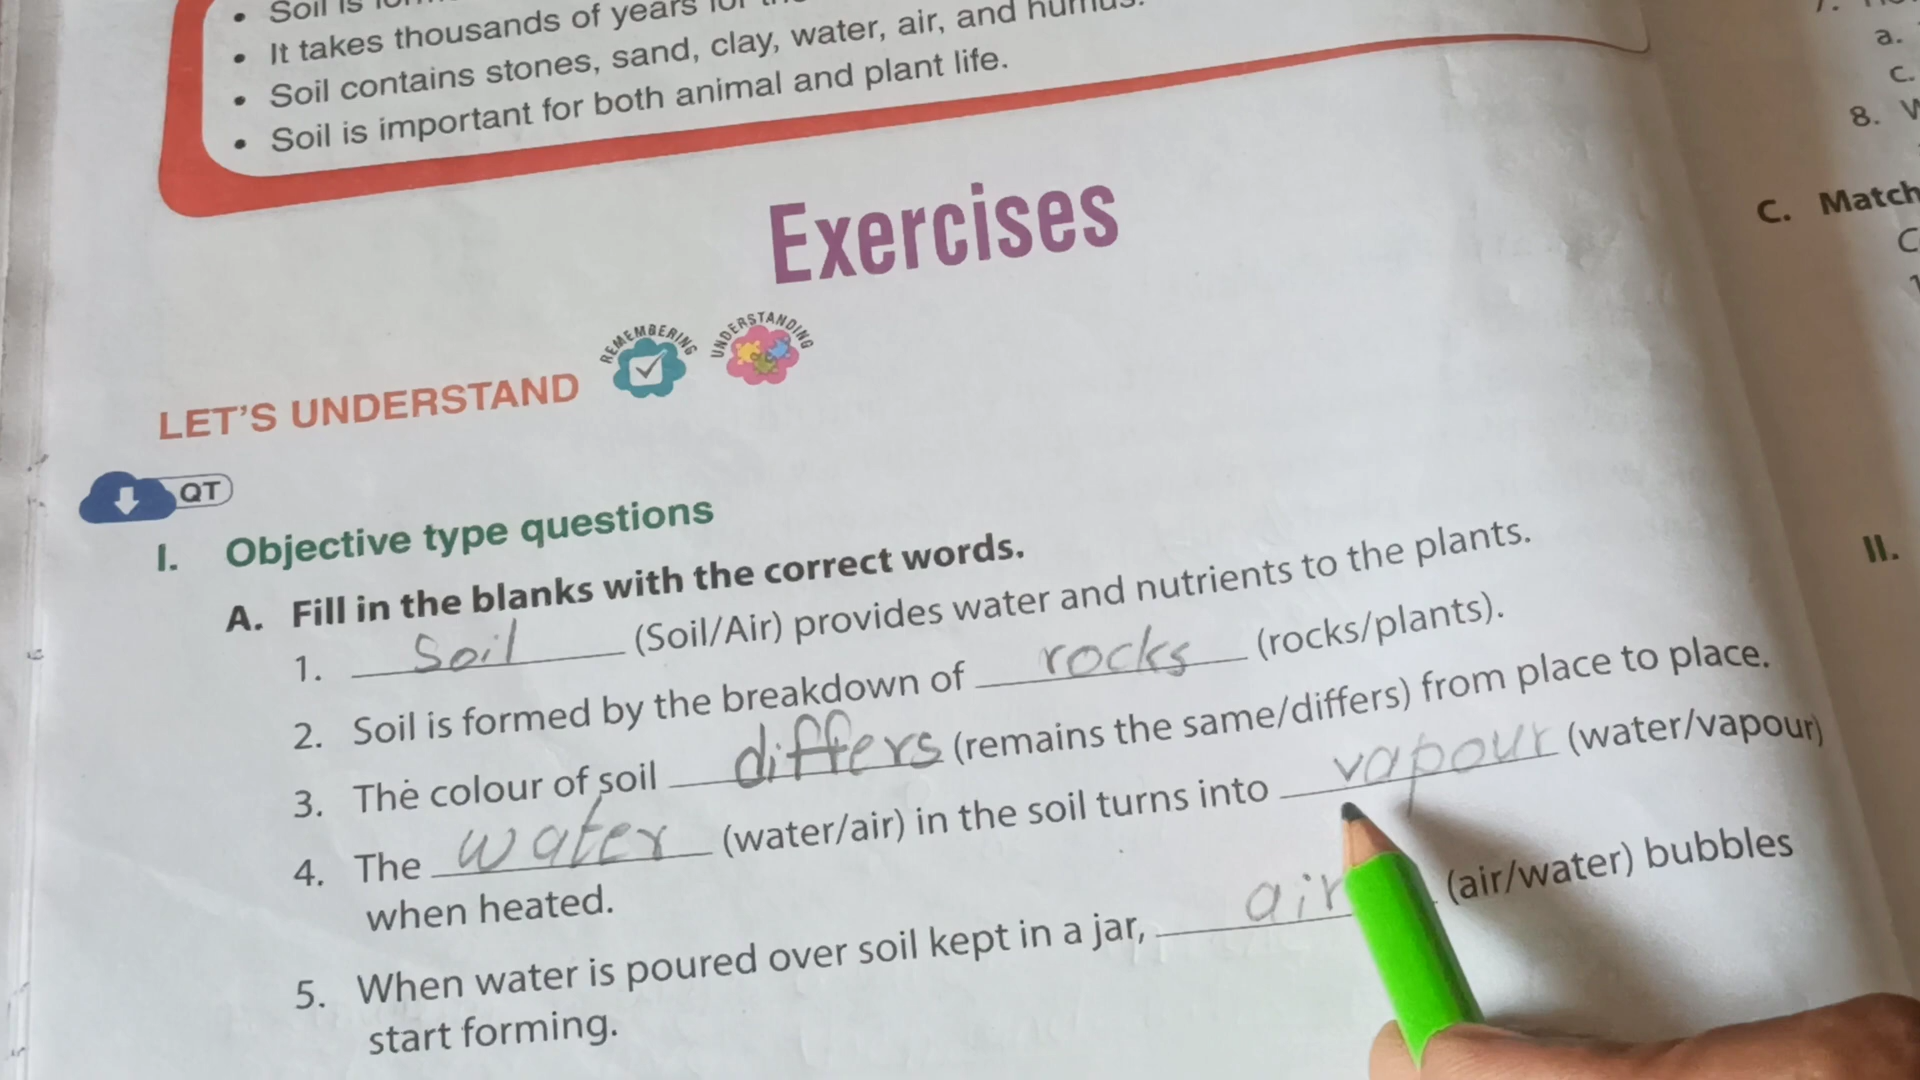 Soil is
It takes thousands of years
Soil contains stones, sand, clay, water, air, and humus.
Soil is important for both animal and plant life.
Exercises
LET'S UNDERSTAND REMEMBERING UNDERSTANDING
QT
I. Objective type questions
A. Fill in the blanks with the correct words.
1. Soil (Soil/Air) provides water and nutrients to the plants.
2. Soil is formed by the breakdown of rocks (rocks/plants).
3. The colour of soil differs (remains the same/differs) from place to place.
4. The water (water/air) in the soil turns into vapour (water/vapour)
when heated.
5. When water is poured over soil kept in a jar, air (air/water) bubbles
start forming.
a.
c.
8.
C. Match
II.